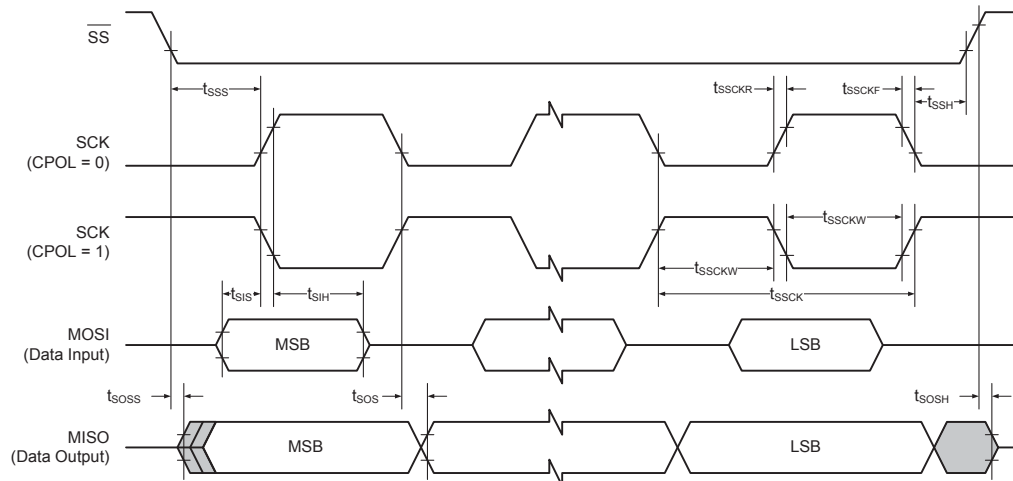 SS
tSSS
tSSCKR
tSSCKF
tSSH
SCK
(CPOL = 0)
SCK
(CPOL = 1)
tSSCKW
tSSCKW
tSIS
tSIH
tSSCK
MOSI
(Data Input)
MSB
LSB
tSOSS
tSOS
tSOSH
MISO
(Data Output)
MSB
LSB